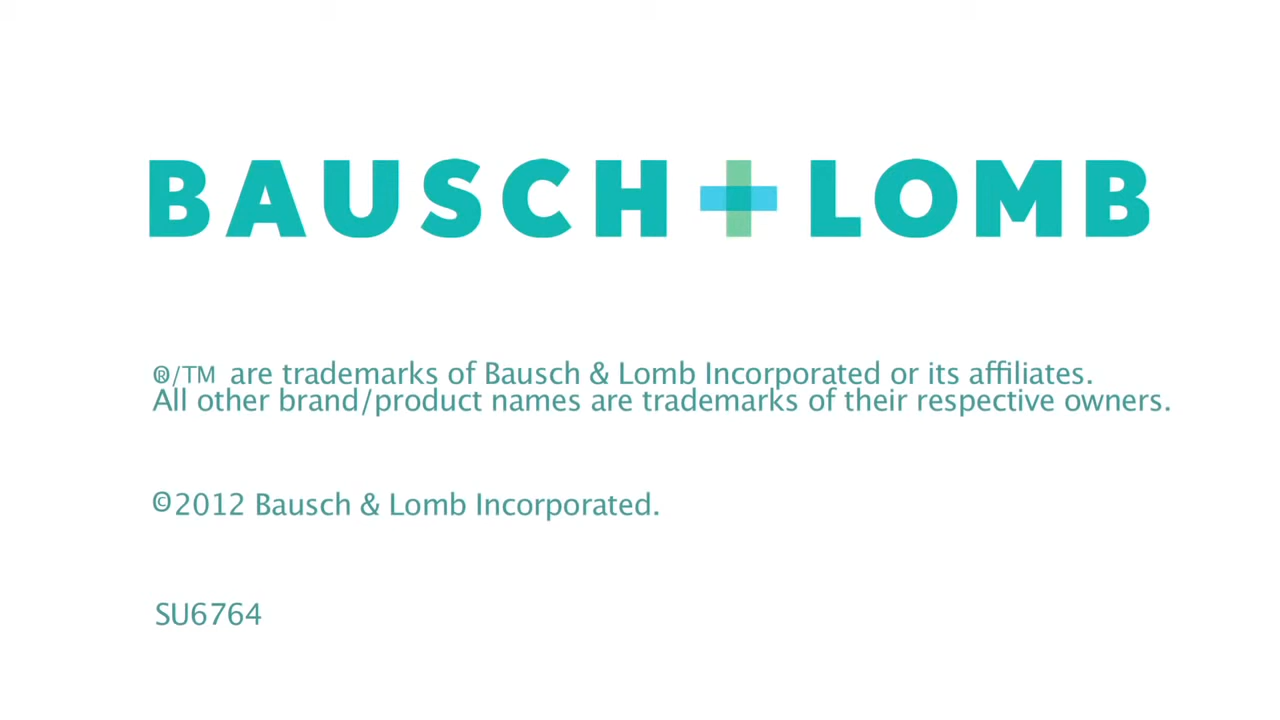 BAUSCH+LOMB
®/TM are trademarks of Bausch & Lomb Incorporated or its affiliates.
All other brand/product names are trademarks of their respective owners.
©2012 Bausch & Lomb Incorporated.
SU6764